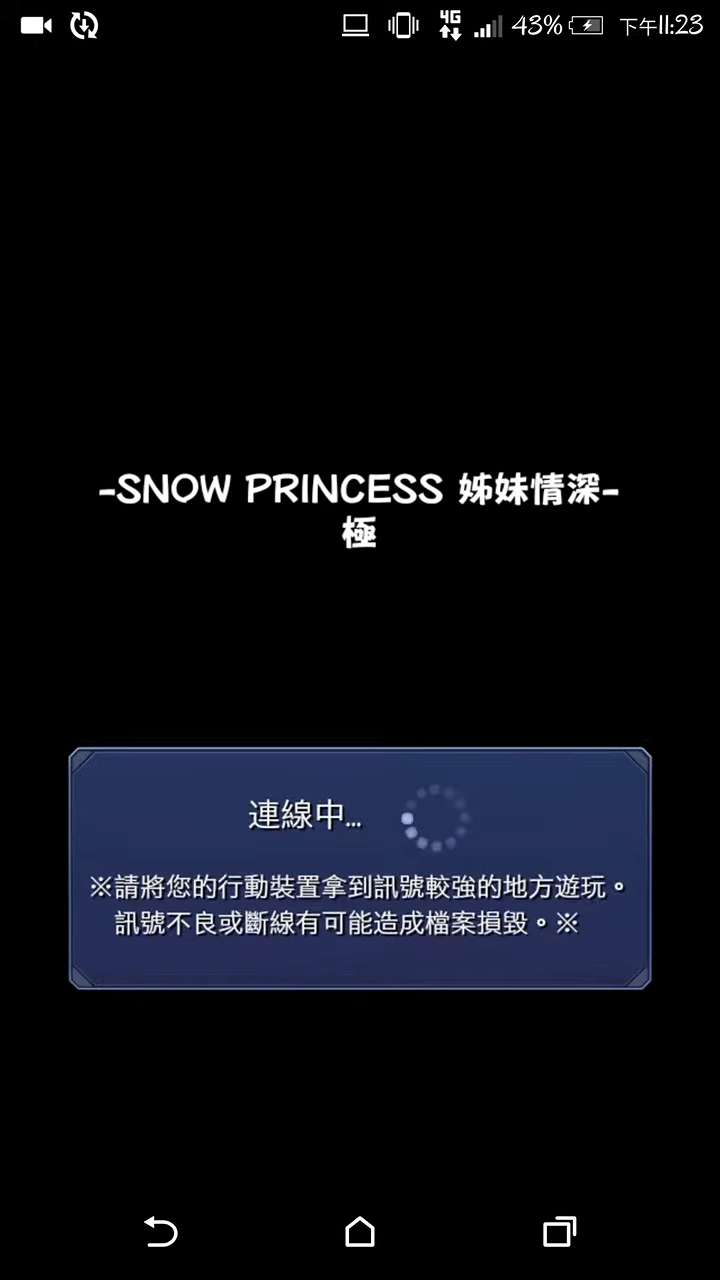 4G
43%
下午11:23
-SNOW PRINCESS 姊妹情深-
極
連線中...
※請將您的行動裝置拿到訊號較強的地方遊玩。
訊號不良或斷線有可能造成檔案損毀。※